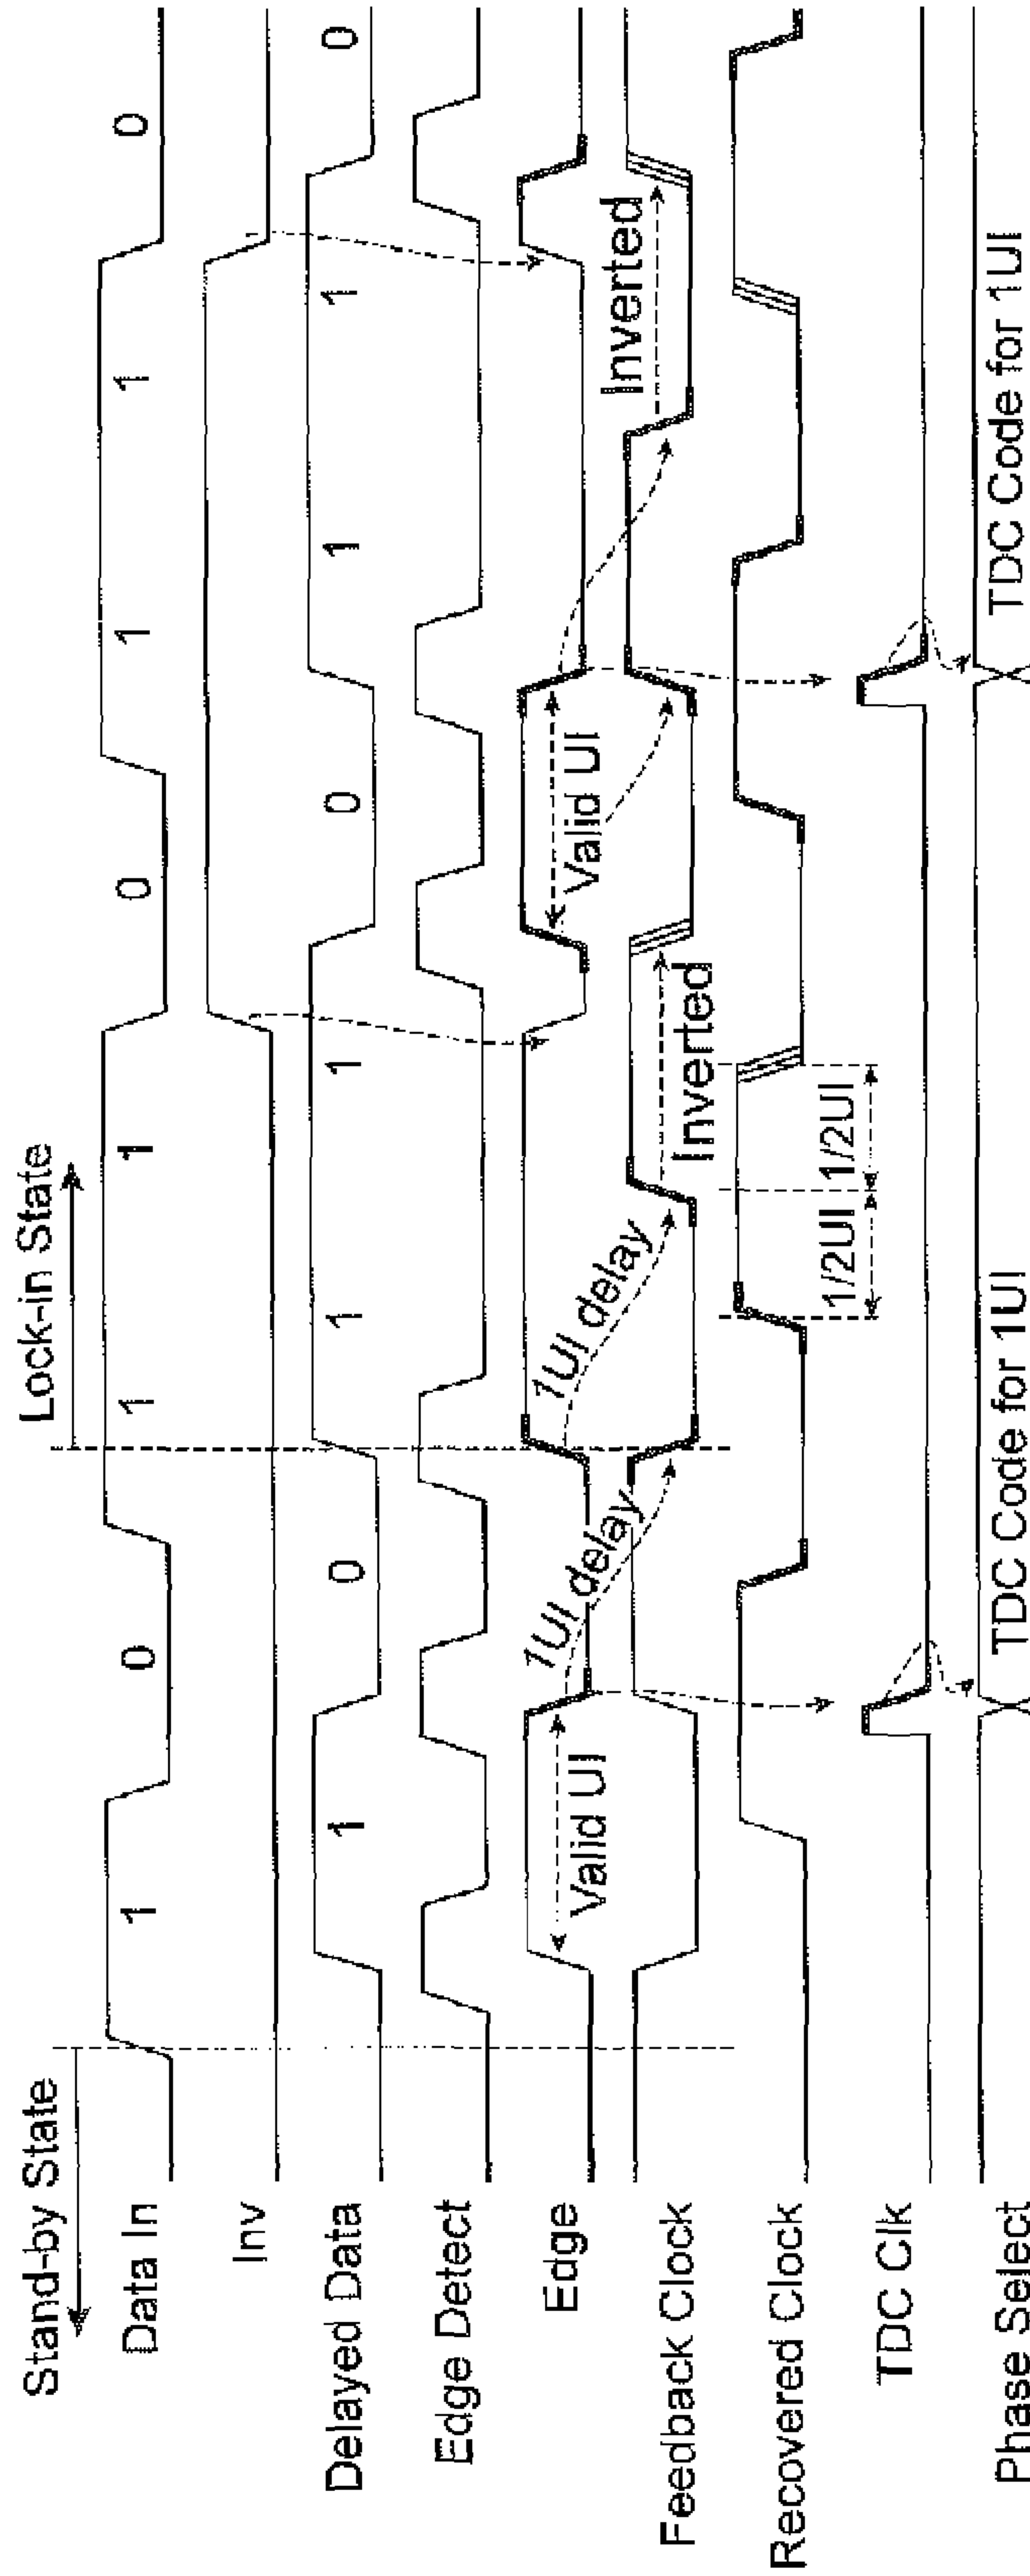 Stand-by State
Lock-in State
Data In
1 0 1 1 0 1 1 0
Inv
Delayed Data
1 0 1 1 0 1 1 0
Edge Detect
Edge
Valid UI
1UI delay
1UI delay
Valid UI
Feedback Clock
Inverted
Inverted
Recovered Clock
1/2UI 1/2UI
TDC Clk
Phase Select
TDC Code for 1UI
TDC Code for 1UI